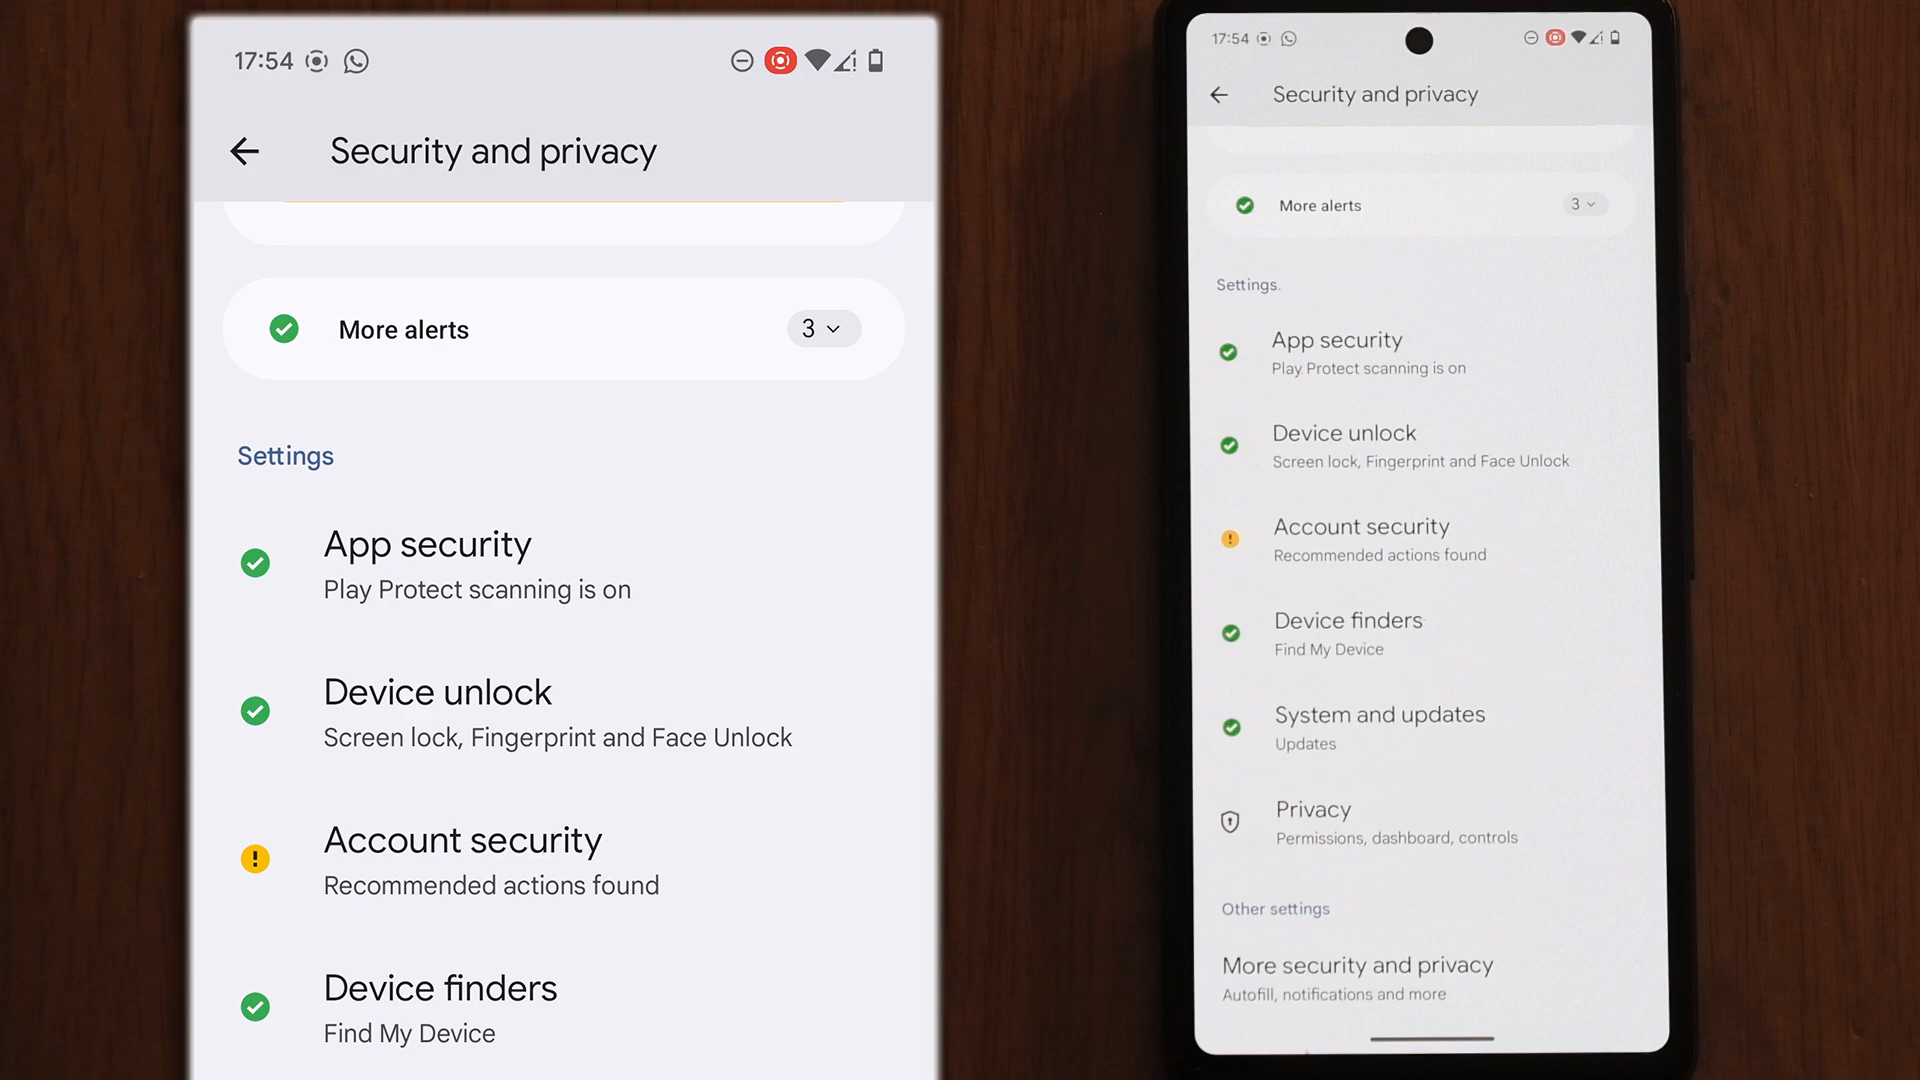 17:54
Security and privacy
More alerts
3
Settings
App security
Play Protect scanning is on
Device unlock
Screen lock, Fingerprint and Face Unlock
Account security
Recommended actions found
Device finders
Find My Device
17:54
Security and privacy
More alerts
3
Settings
App security
Play Protect scanning is on
Device unlock
Screen lock, Fingerprint and Face Unlock
Account security
Recommended actions found
Device finders
Find My Device
System and updates
Updates
Privacy
Permissions, dashboard, controls
Other settings
More security and privacy
Autofill, notifications and more